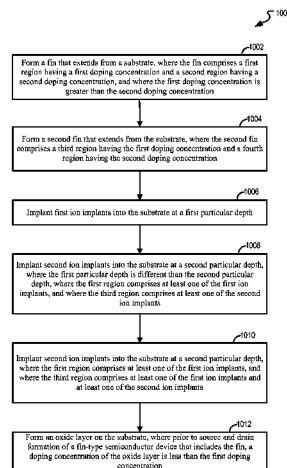 100
1002
Form a fin that extends from a substrate, where the fin comprises a first
region having a first doping concentration and a second region having a
second doping concentration, and where the first doping concentration is
greater than the second doping concentration
1004
Form a second fin that extends from the substrate, where the second fin
comprises a third region having the first doping concentration and a fourth
region having the second doping concentration
1006
Implant first ion implants into the substrate at a first particular depth
1008
Implant second ion implants into the substrate at a second particular depth,
where the first particular depth is different than the second particular
depth, where the first region comprises at least one of the first ion
implants, and where the third region comprises at least one of the second
ion implants
1010
Implant second ion implants into the substrate at a second particular depth,
where the first region comprises at least one of the first ion implants, and
where the third region comprises at least one of the first ion implants and
at least one of the second ion implants
1012
Form an oxide layer on the substrate, where prior to source and drain
formation of a fin-type semiconductor device that includes the fin, a
doping concentration of the oxide layer is less than the first doping
concentration